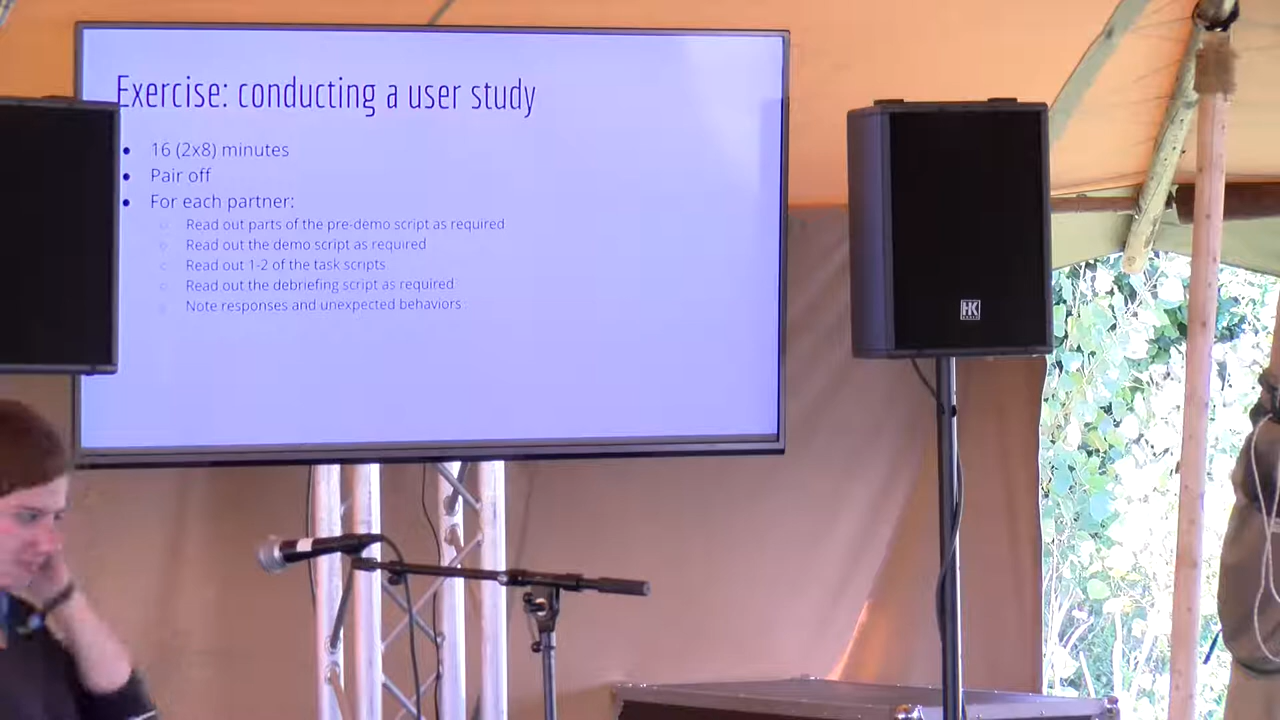 Exercise: conducting a user study
16 (2x8) minutes
Pair off
For each partner:
Read out parts of the pre-demo script as required
Read out the demo script as required
Read out 1-2 of the task scripts
Read out the debriefing script as required
Note responses and unexpected behaviors
HK